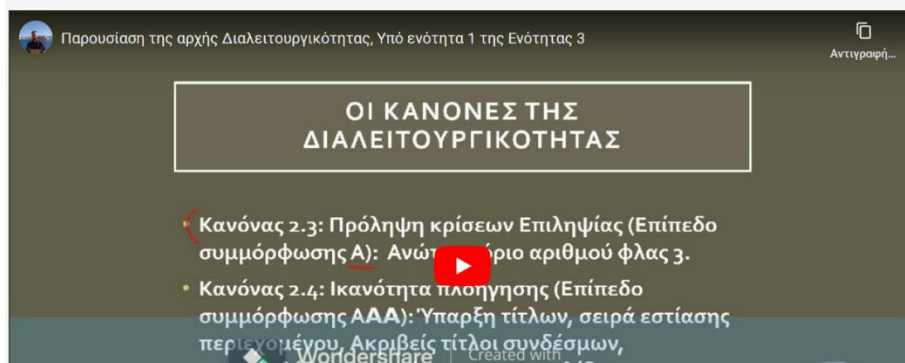 Παρουσίαση της αρχής Διαλειτουργικότητας, Υπό ενότητα 1 της Ενότητας 3
Αντιγραφή...
ΟΙ ΚΑΝΟΝΕΣ ΤΗΣ
ΔΙΑΛΕΙΤΟΥΡΓΙΚΟΤΗΤΑΣ
• Κανόνας 2.3: Πρόληψη κρίσεων Επιληψίας (Επίπεδο
συμμόρφωσης Α): αριθμού φλας 3.
• Κανόνας 2.4: Ικανότητα πλοήγησης (Επίπεδο
συμμόρφωσης ΑΑΑ): Ύπαρξη τίτλων, σειρά εστίασης
περιεχομένου, Ακριβείς τίτλοι συνδέσμων,
Wondershare | Created with